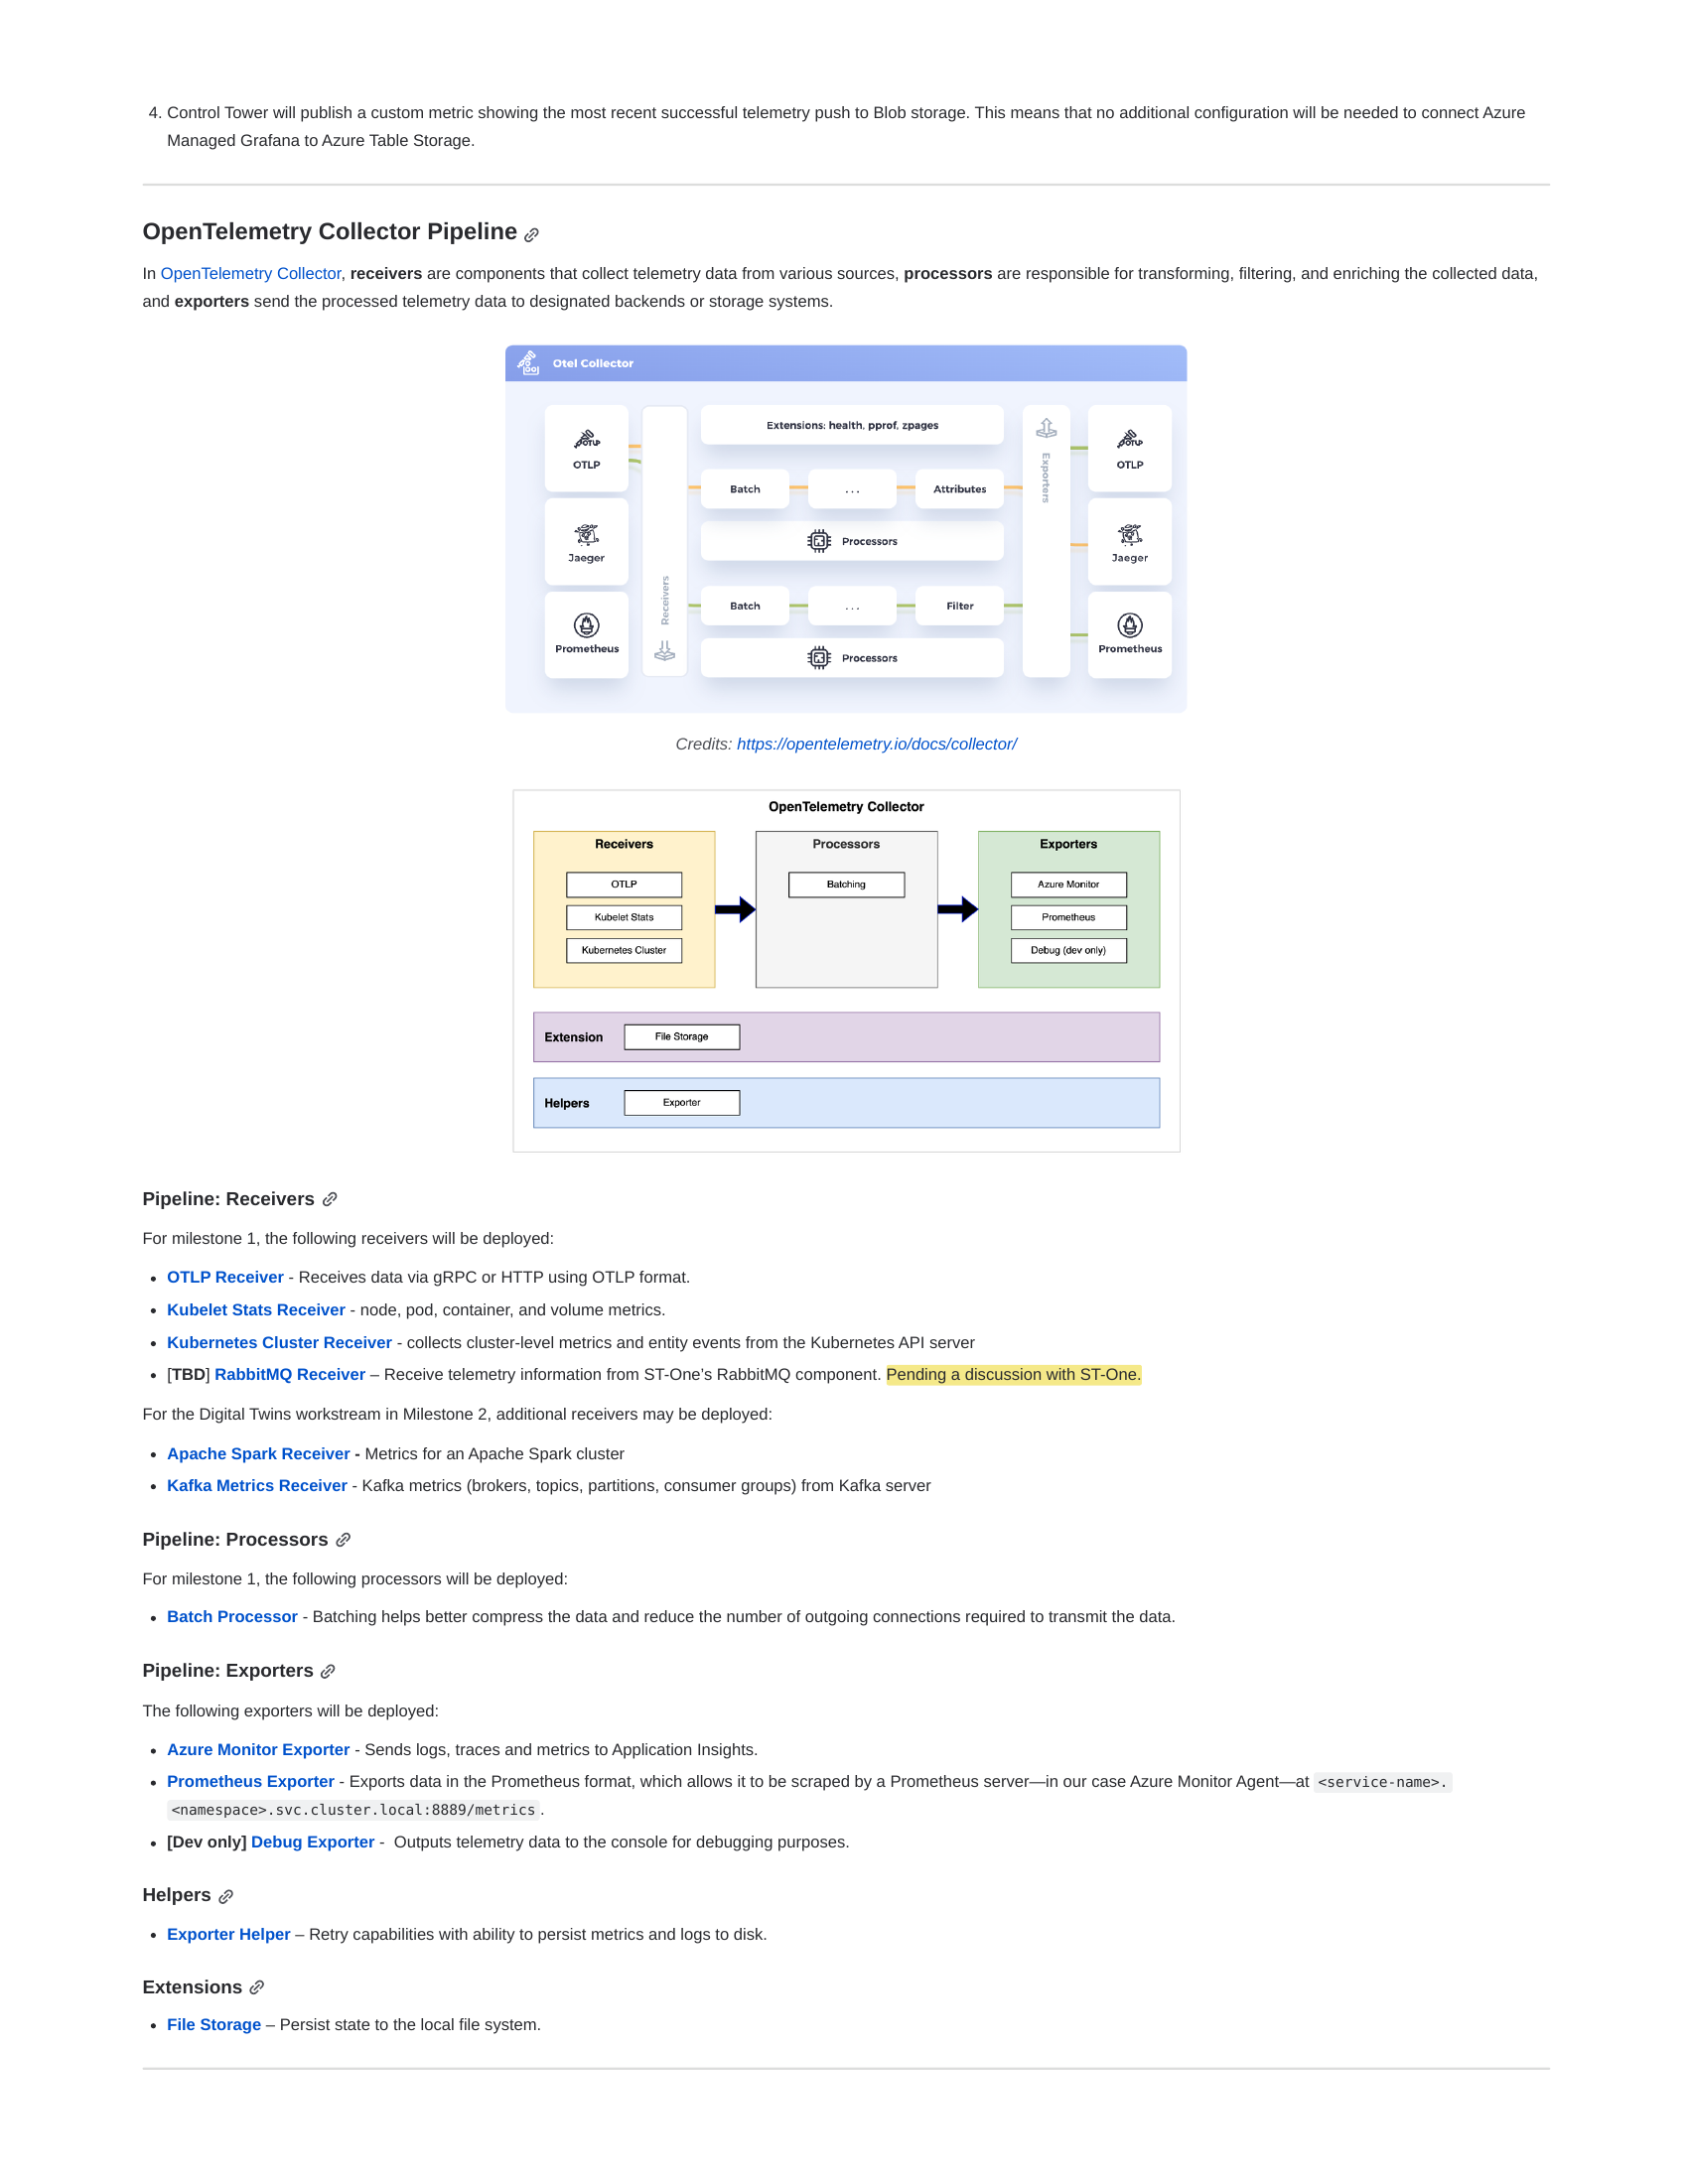 4. Control Tower will publish a custom metric showing the most recent successful telemetry push to Blob storage. This means that no additional configuration will be needed to connect Azure
Managed Grafana to Azure Table Storage.
OpenTelemetry Collector Pipeline
In OpenTelemetry Collector, receivers are components that collect telemetry data from various sources, processors are responsible for transforming, filtering, and enriching the collected data,
and exporters send the processed telemetry data to designated backends or storage systems.
Otel Collector
OTLP
Jaeger
Prometheus
Receivers
Extensions: health, pprof, zpages
Batch
...
Attributes
Processors
Batch
...
Filter
Processors
Exporters
OTLP
Jaeger
Prometheus
Credits: https://opentelemetry.io/docs/collector/
OpenTelemetry Collector
Receivers
OTLP
Kubelet Stats
Kubernetes Cluster
Processors
Batching
Exporters
Azure Monitor
Prometheus
Debug (dev only)
Extension
File Storage
Helpers
Exporter
Pipeline: Receivers
For milestone 1, the following receivers will be deployed:
• OTLP Receiver - Receives data via gRPC or HTTP using OTLP format.
• Kubelet Stats Receiver - node, pod, container, and volume metrics.
• Kubernetes Cluster Receiver - collects cluster-level metrics and entity events from the Kubernetes API server
• [TBD] RabbitMQ Receiver – Receive telemetry information from ST-One’s RabbitMQ component. Pending a discussion with ST-One.
For the Digital Twins workstream in Milestone 2, additional receivers may be deployed:
• Apache Spark Receiver - Metrics for an Apache Spark cluster
• Kafka Metrics Receiver - Kafka metrics (brokers, topics, partitions, consumer groups) from Kafka server
Pipeline: Processors
For milestone 1, the following processors will be deployed:
• Batch Processor - Batching helps better compress the data and reduce the number of outgoing connections required to transmit the data.
Pipeline: Exporters
The following exporters will be deployed:
• Azure Monitor Exporter - Sends logs, traces and metrics to Application Insights.
• Prometheus Exporter - Exports data in the Prometheus format, which allows it to be scraped by a Prometheus server—in our case Azure Monitor Agent—at <service-name>.
<namespace>.svc.cluster.local:8889/metrics.
• [Dev only] Debug Exporter - Outputs telemetry data to the console for debugging purposes.
Helpers
• Exporter Helper – Retry capabilities with ability to persist metrics and logs to disk.
Extensions
• File Storage – Persist state to the local file system.